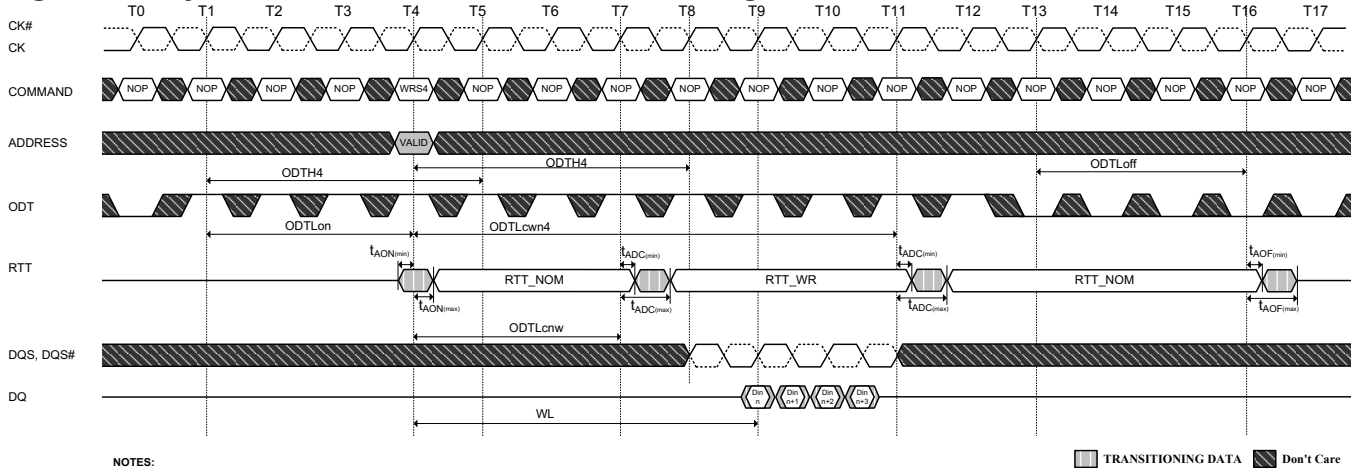 T0 T1 T2 T3 T4 T5 T6 T7 T8 T9 T10 T11 T12 T13 T14 T15 T16 T17
CK#
CK
COMMAND NOP NOP NOP NOP WRS4 NOP NOP NOP NOP NOP NOP NOP NOP NOP NOP NOP NOP NOP
ADDRESS VALID
ODTH4 ODTH4 ODTLoff
ODT
ODTLon ODTLcwn4
tAON(min) tADC(min) tADC(min) tAOF(min)
RTT RTT_NOM RTT_WR RTT_NOM
tAON(max) tADC(max) tADC(max) tAOF(max)
ODTLcnw
DQS, DQS#
DQ Din n Din n+1 Din n+2 Din n+3
WL
NOTES: TRANSITIONING DATA Don't Care